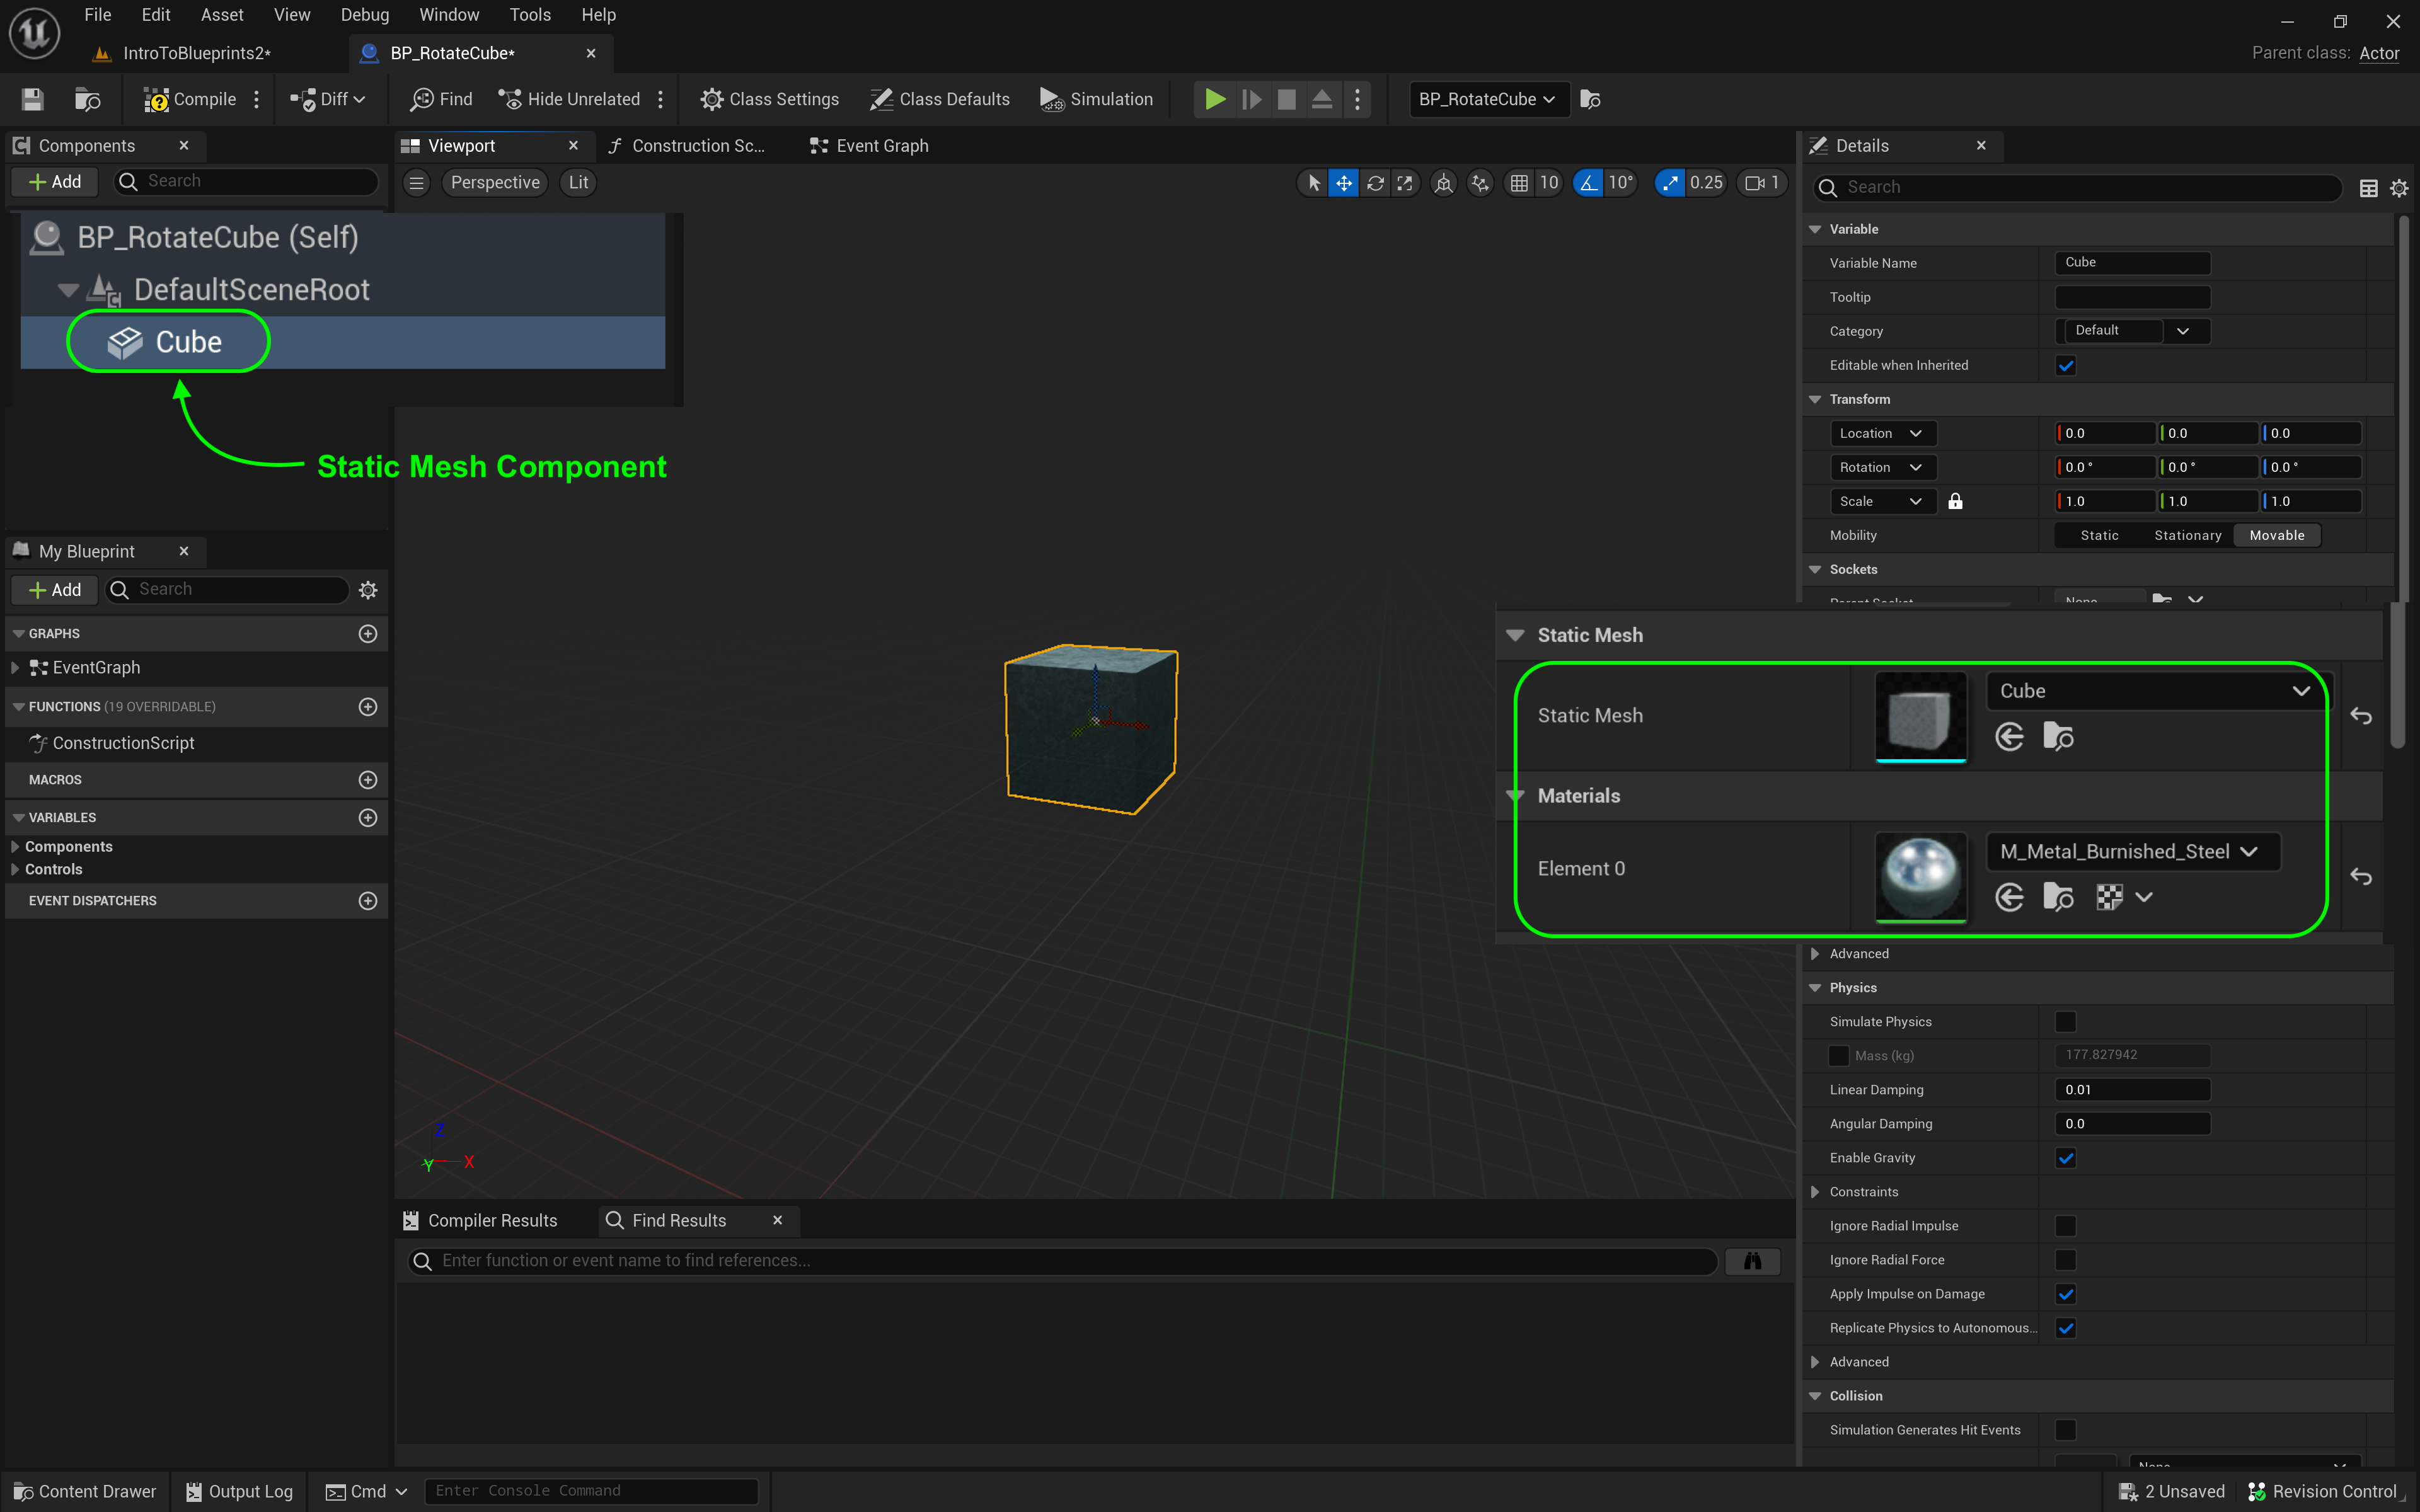 File Edit Asset View Debug Window Tools Help
IntroToBlueprints2*
BP_RotateCube*
Parent class: Actor
Compile
Diff
Find
Hide Unrelated
Class Settings
Class Defaults
Simulation
BP_RotateCube
Components
Add
Search
BP_RotateCube (Self)
DefaultSceneRoot
Cube
Static Mesh Component
My Blueprint
Add
Search
GRAPHS
EventGraph
FUNCTIONS (19 OVERRIDABLE)
ConstructionScript
MACROS
VARIABLES
Components
Controls
EVENT DISPATCHERS
Viewport
Construction Sc...
Event Graph
Perspective
Lit
10
10°
0.25
1
Z
Y
X
Compiler Results
Find Results
Enter function or event name to find references...
Details
Search
Variable
Variable Name Cube
Tooltip
Category Default
Editable when Inherited
Transform
Location 0.0 0.0 0.0
Rotation 0.0 ° 0.0 ° 0.0 °
Scale 1.0 1.0 1.0
Mobility Static Stationary Movable
Sockets
Parent Socket None
Static Mesh
Static Mesh Cube
Materials
Element 0 M_Metal_Burnished_Steel
Advanced
Physics
Simulate Physics
Mass (kg) 177.827942
Linear Damping 0.01
Angular Damping 0.0
Enable Gravity
Constraints
Ignore Radial Impulse
Ignore Radial Force
Apply Impulse on Damage
Replicate Physics to Autonomous...
Advanced
Collision
Simulation Generates Hit Events
None
Content Drawer
Output Log
Cmd
Enter Console Command
2 Unsaved
Revision Control